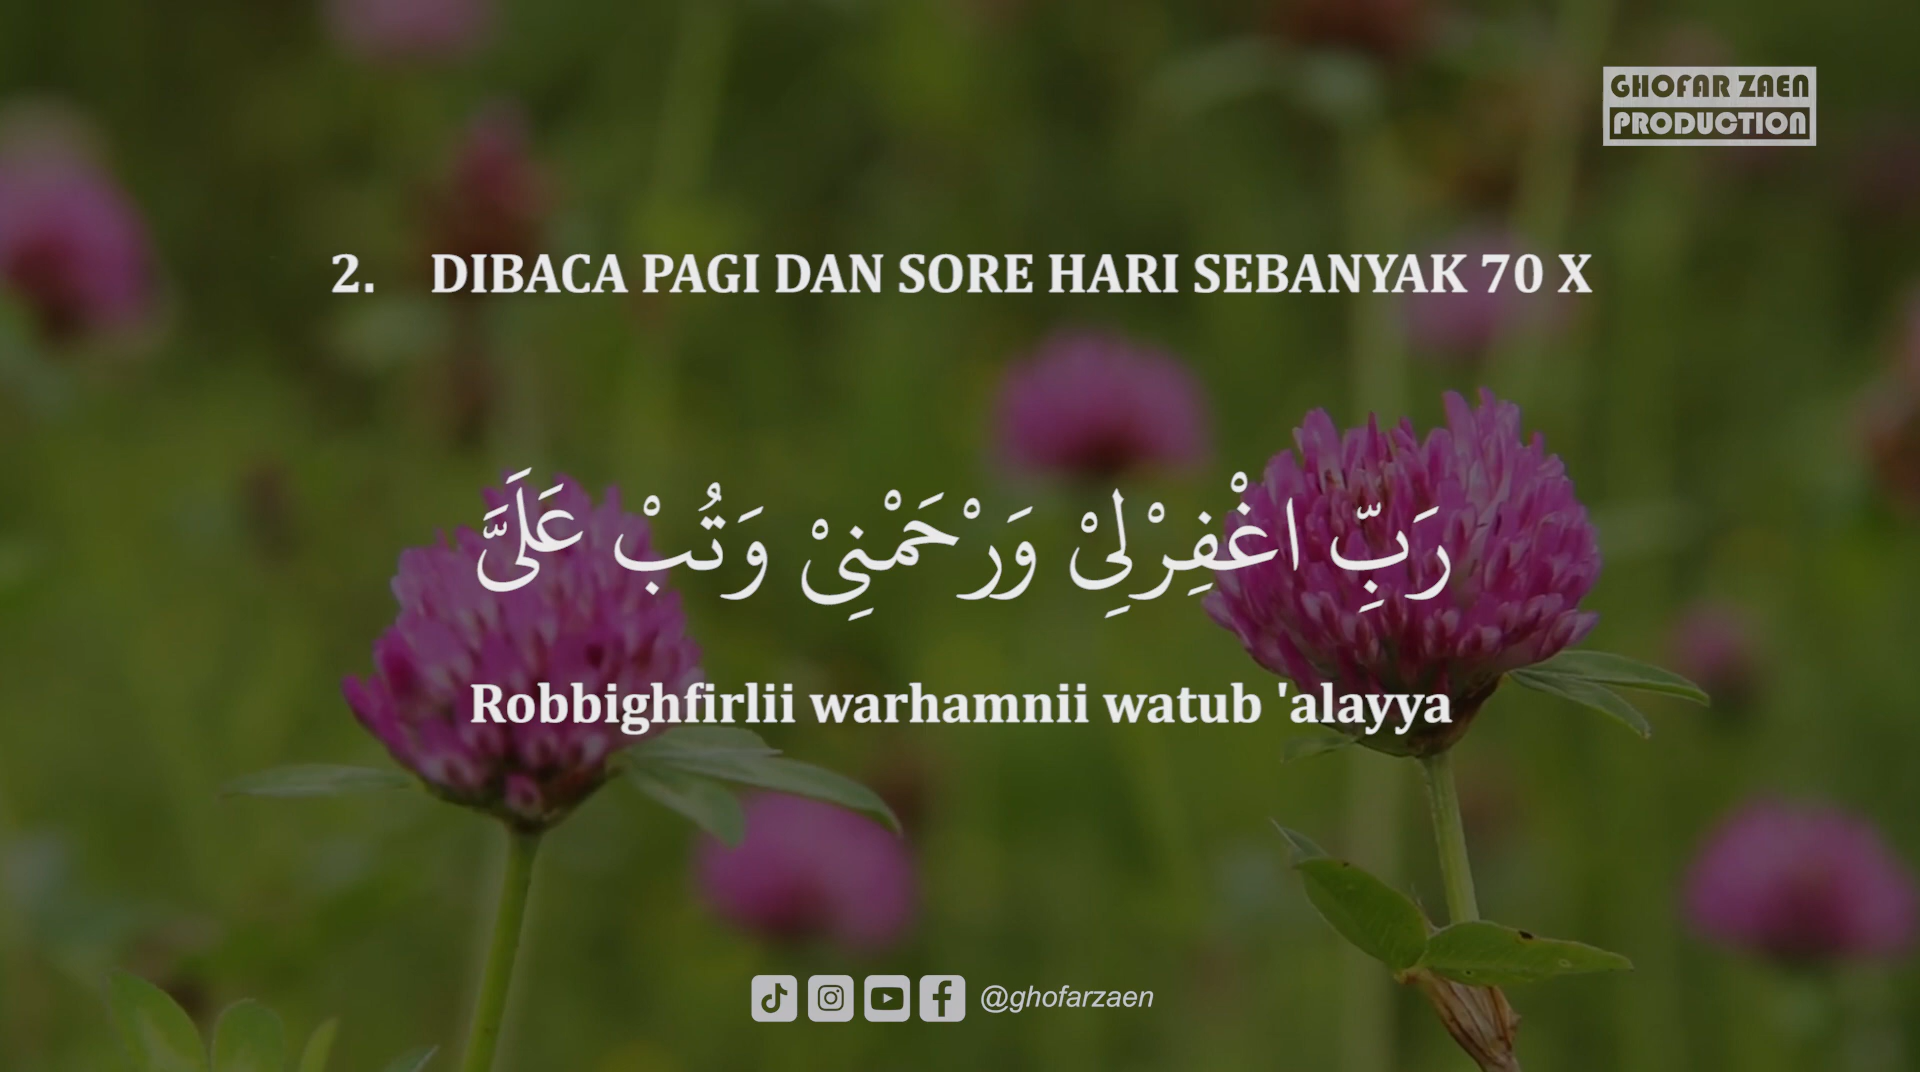 GHOFAR ZAEN
PRODUCTION
2. DIBACA PAGI DAN SORE HARI SEBANYAK 70 X
رَبِّ اغْفِرْلِيْ وَرْحَمْنِيْ وَتُبْ عَلَيَّ
Robbighfirlii warhamnii watub 'alayya
@ghofarzaen